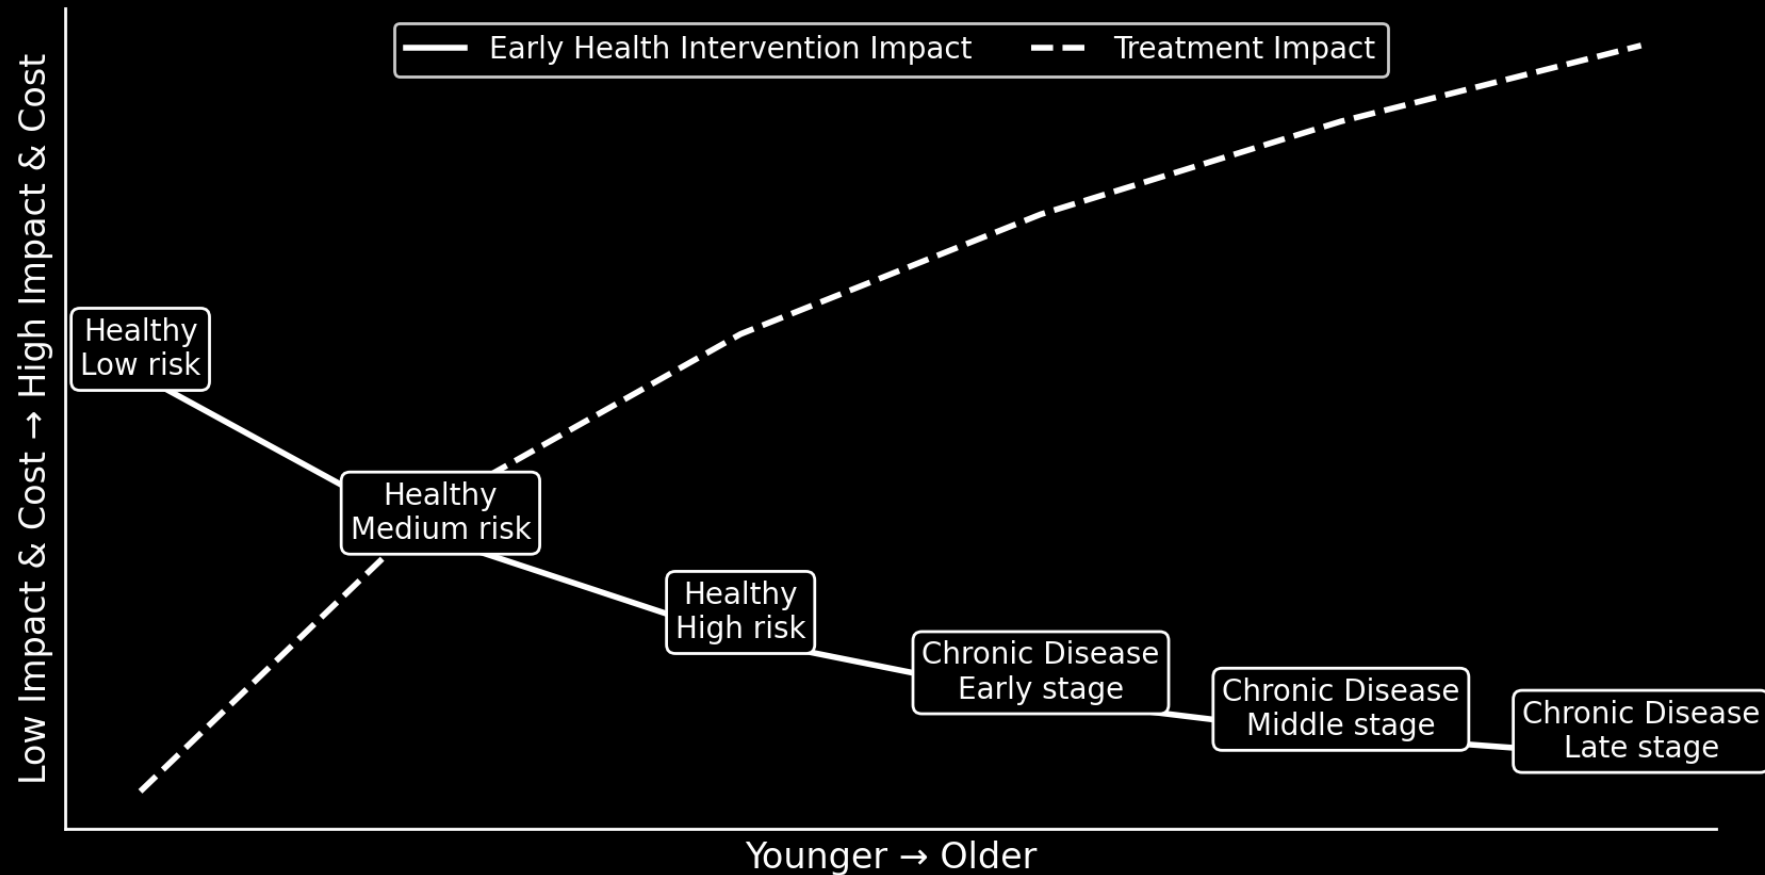 Early Health Intervention Impact
Treatment Impact
Low Impact & Cost → High Impact & Cost
Healthy
Low risk
Healthy
Medium risk
Healthy
High risk
Chronic Disease
Early stage
Chronic Disease
Middle stage
Chronic Disease
Late stage
Younger → Older